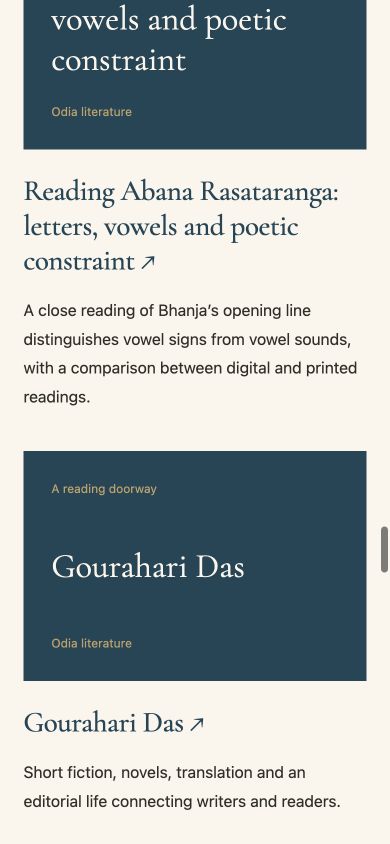 vowels and poetic
constraint
Odia literature
Reading Abana Rasataranga:
letters, vowels and poetic
constraint ↗
A close reading of Bhanja’s opening line
distinguishes vowel signs from vowel sounds,
with a comparison between digital and printed
readings.
A reading doorway
Gourahari Das
Odia literature
Gourahari Das ↗
Short fiction, novels, translation and an
editorial life connecting writers and readers.